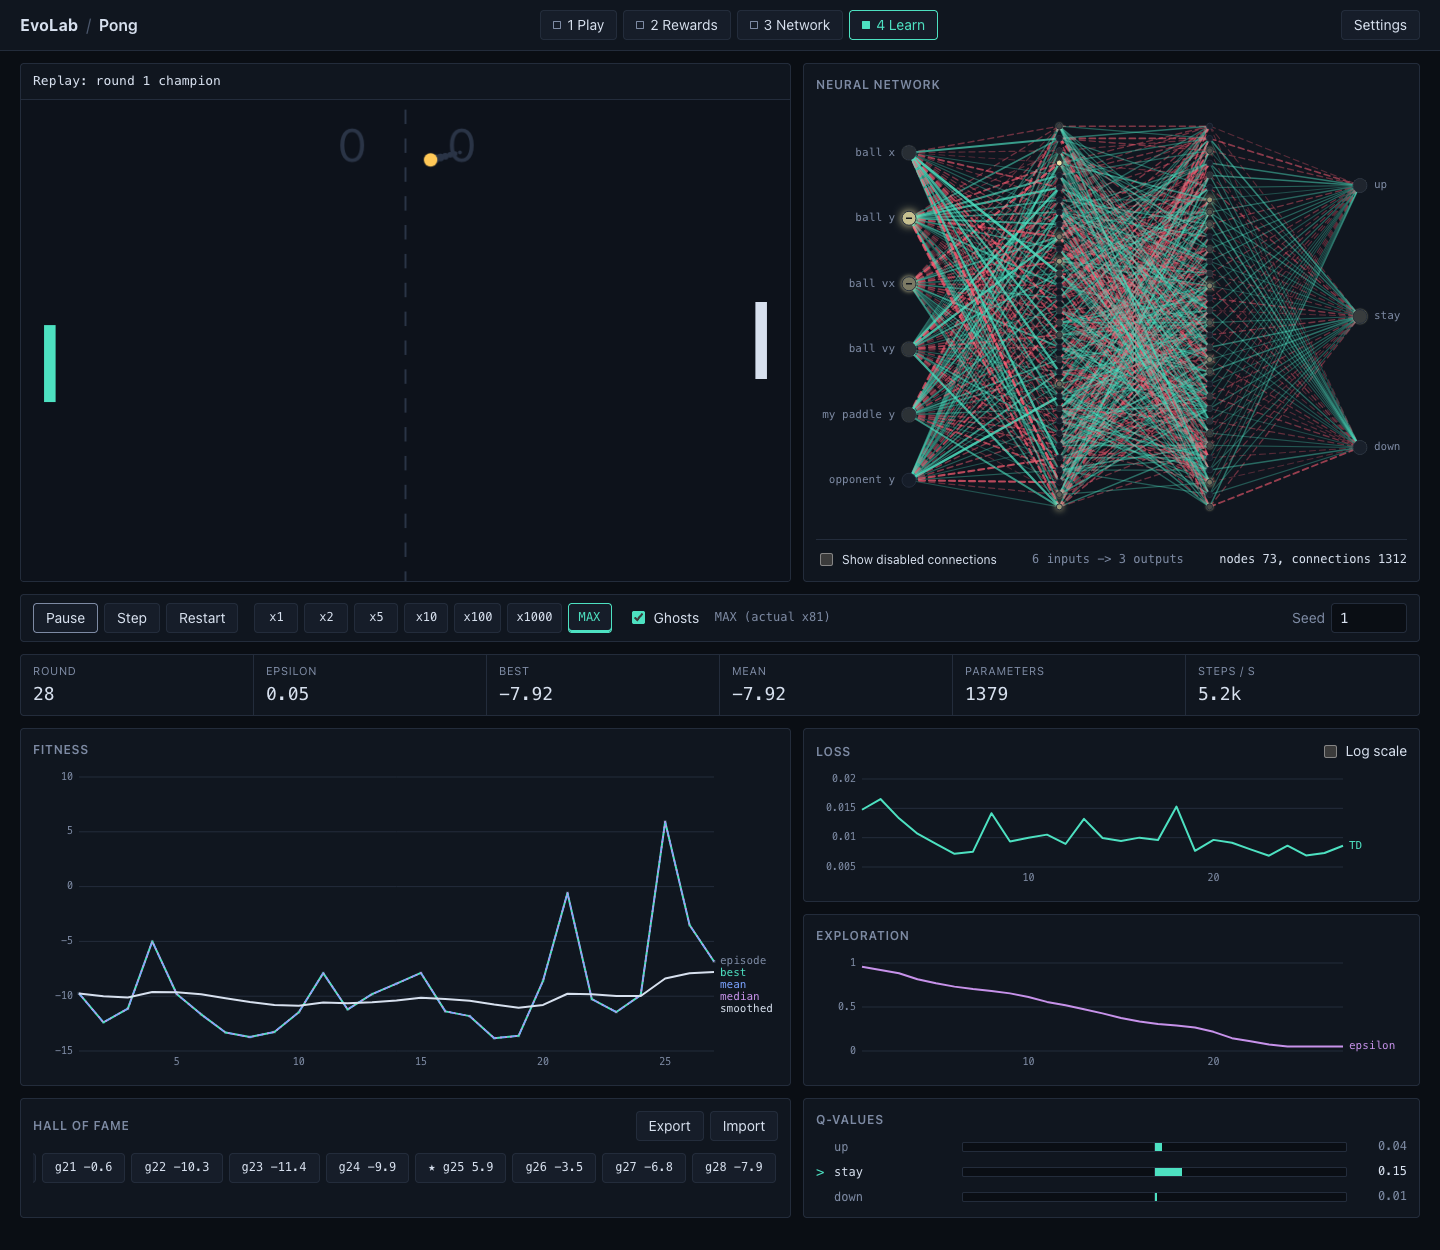 EvoLab / Pong
1 Play
2 Rewards
3 Network
4 Learn
Settings
Replay: round 1 champion
0 0
NEURAL NETWORK
ball x
ball y
ball vx
ball vy
my paddle y
opponent y
up
stay
down
Show disabled connections
6 inputs -> 3 outputs
nodes 73, connections 1312
Pause
Step
Restart
x1
x2
x5
x10
x100
x1000
MAX
Ghosts
MAX (actual x81)
Seed
1
ROUND
28
EPSILON
0.05
BEST
−7.92
MEAN
−7.92
PARAMETERS
1379
STEPS / S
5.2k
FITNESS
10
5
0
−5
−10
−15
5
10
15
20
25
episode
best
mean
median
smoothed
LOSS
Log scale
0.02
0.015
0.01
0.005
10
20
TD
EXPLORATION
1
0.5
0
10
20
epsilon
HALL OF FAME
Export
Import
g21 −0.6
g22 −10.3
g23 −11.4
g24 −9.9
★ g25 5.9
g26 −3.5
g27 −6.8
g28 −7.9
Q-VALUES
up 0.04
> stay 0.15
down 0.01